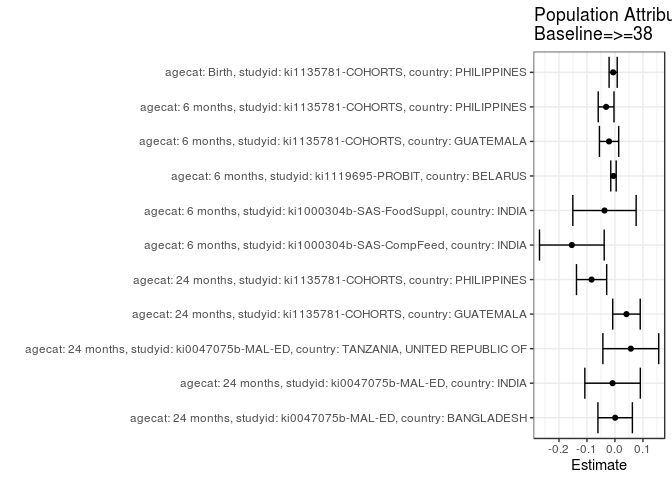 Population Attribu
Baseline=>=38
agecat: Birth, studyid: ki1135781-COHORTS, country: PHILIPPINES
agecat: 6 months, studyid: ki1135781-COHORTS, country: PHILIPPINES
agecat: 6 months, studyid: ki1135781-COHORTS, country: GUATEMALA
agecat: 6 months, studyid: ki1119695-PROBIT, country: BELARUS
agecat: 6 months, studyid: ki1000304b-SAS-FoodSuppl, country: INDIA
agecat: 6 months, studyid: ki1000304b-SAS-CompFeed, country: INDIA
agecat: 24 months, studyid: ki1135781-COHORTS, country: PHILIPPINES
agecat: 24 months, studyid: ki1135781-COHORTS, country: GUATEMALA
agecat: 24 months, studyid: ki0047075b-MAL-ED, country: TANZANIA, UNITED REPUBLIC OF
agecat: 24 months, studyid: ki0047075b-MAL-ED, country: INDIA
agecat: 24 months, studyid: ki0047075b-MAL-ED, country: BANGLADESH
-0.2 -0.1 0.0 0.1
Estimate